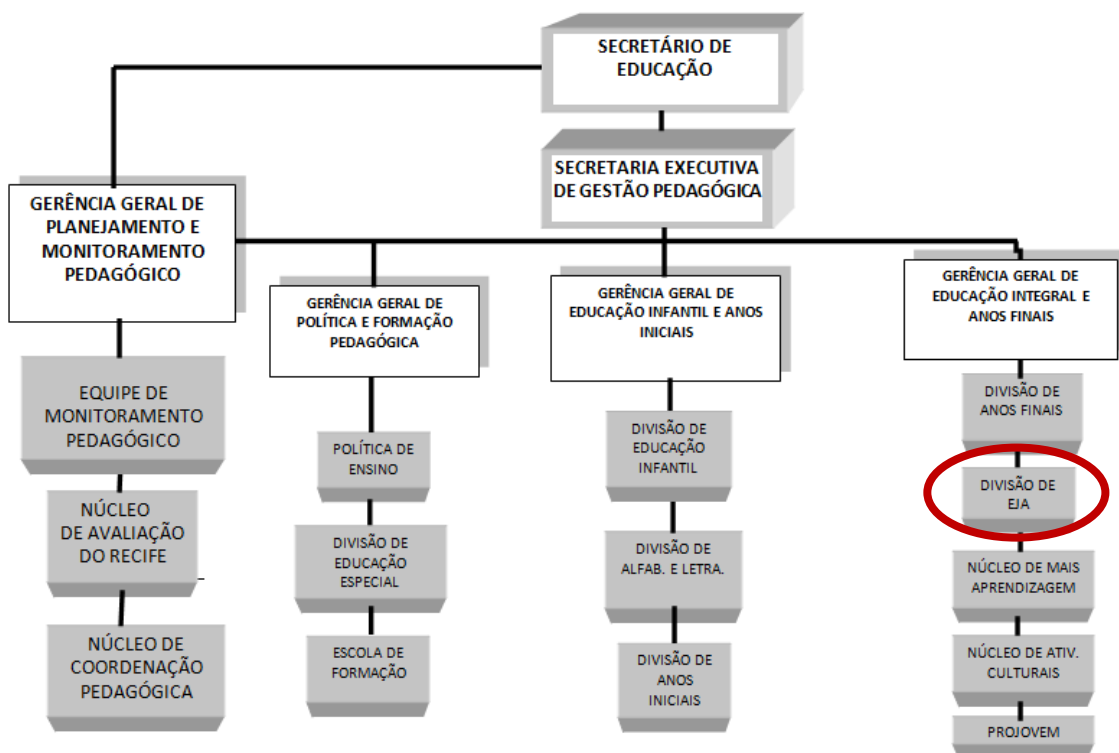 SECRETÁRIO DE
EDUCAÇÃO
SECRETARIA EXECUTIVA
DE GESTÃO PEDAGÓGICA
GERÊNCIA GERAL DE
PLANEJAMENTO E
MONITORAMENTO
PEDAGÓGICO
EQUIPE DE
MONITORAMENTO
PEDAGÓGICO
NÚCLEO
DE AVALIAÇÃO
DO RECIFE
NÚCLEO DE
COORDENAÇÃO
PEDAGÓGICA
GERÊNCIA GERAL DE
POLÍTICA E FORMAÇÃO
PEDAGÓGICA
POLÍTICA DE
ENSINO
DIVISÃO DE
EDUCAÇÃO
ESPECIAL
ESCOLA DE
FORMAÇÃO
GERÊNCIA GERAL DE
EDUCAÇÃO INFANTIL E ANOS
INICIAIS
DIVISÃO DE
EDUCAÇÃO
INFANTIL
DIVISÃO DE
ALFAB. E LETRA.
DIVISÃO DE
ANOS
INICIAIS
GERÊNCIA GERAL DE
EDUCAÇÃO INTEGRAL E
ANOS FINAIS
DIVISÃO DE
ANOS FINAIS
DIVISÃO DE
EJA
NÚCLEO DE MAIS
APRENDIZAGEM
NÚCLEO DE ATIV.
CULTURAIS
PROJOVEM